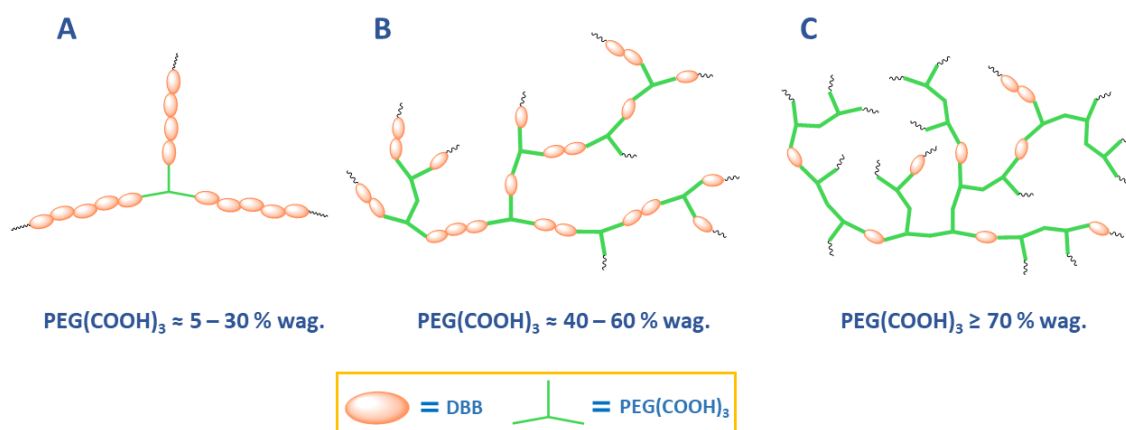 A B C
PEG(COOH)₃ ≈ 5 – 30 % wag. PEG(COOH)₃ ≈ 40 – 60 % wag. PEG(COOH)₃ ≥ 70 % wag.
= DBB = PEG(COOH)₃